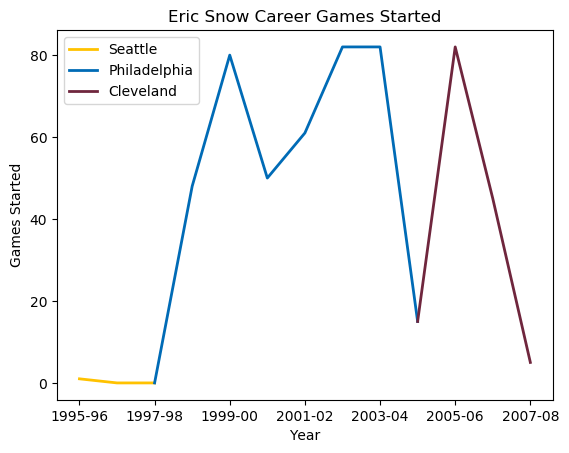 Eric Snow Career Games Started
Seattle
Philadelphia
Cleveland
Games Started
80
60
40
20
0
1995-96 1997-98 1999-00 2001-02 2003-04 2005-06 2007-08
Year